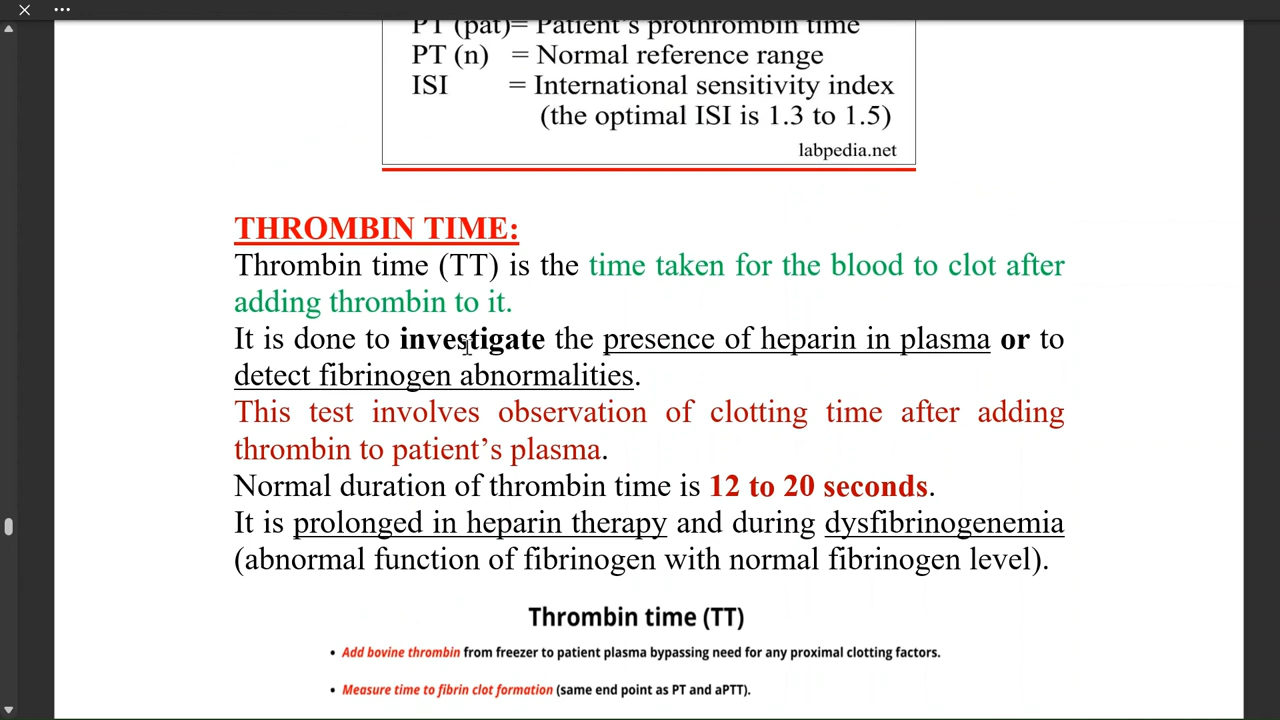 PT (pat)= Patient's prothrombin time
PT (n) = Normal reference range
ISI = International sensitivity index
(the optimal ISI is 1.3 to 1.5)
labpedia.net
THROMBIN TIME:
Thrombin time (TT) is the time taken for the blood to clot after
adding thrombin to it.
It is done to investigate the presence of heparin in plasma or to
detect fibrinogen abnormalities.
This test involves observation of clotting time after adding
thrombin to patient’s plasma.
Normal duration of thrombin time is 12 to 20 seconds.
It is prolonged in heparin therapy and during dysfibrinogenemia
(abnormal function of fibrinogen with normal fibrinogen level).
Thrombin time (TT)
• Add bovine thrombin from freezer to patient plasma bypassing need for any proximal clotting factors.
• Measure time to fibrin clot formation (same end point as PT and aPTT).